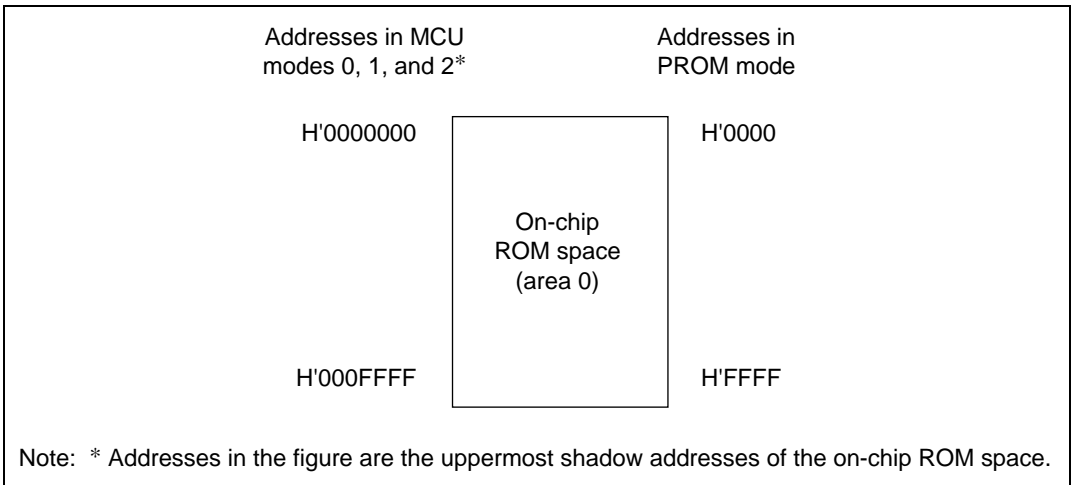 Addresses in MCU
modes 0, 1, and 2*
Addresses in
PROM mode
H'0000000
H'0000
On-chip
ROM space
(area 0)
H'000FFFF
H'FFFF
Note: * Addresses in the figure are the uppermost shadow addresses of the on-chip ROM space.